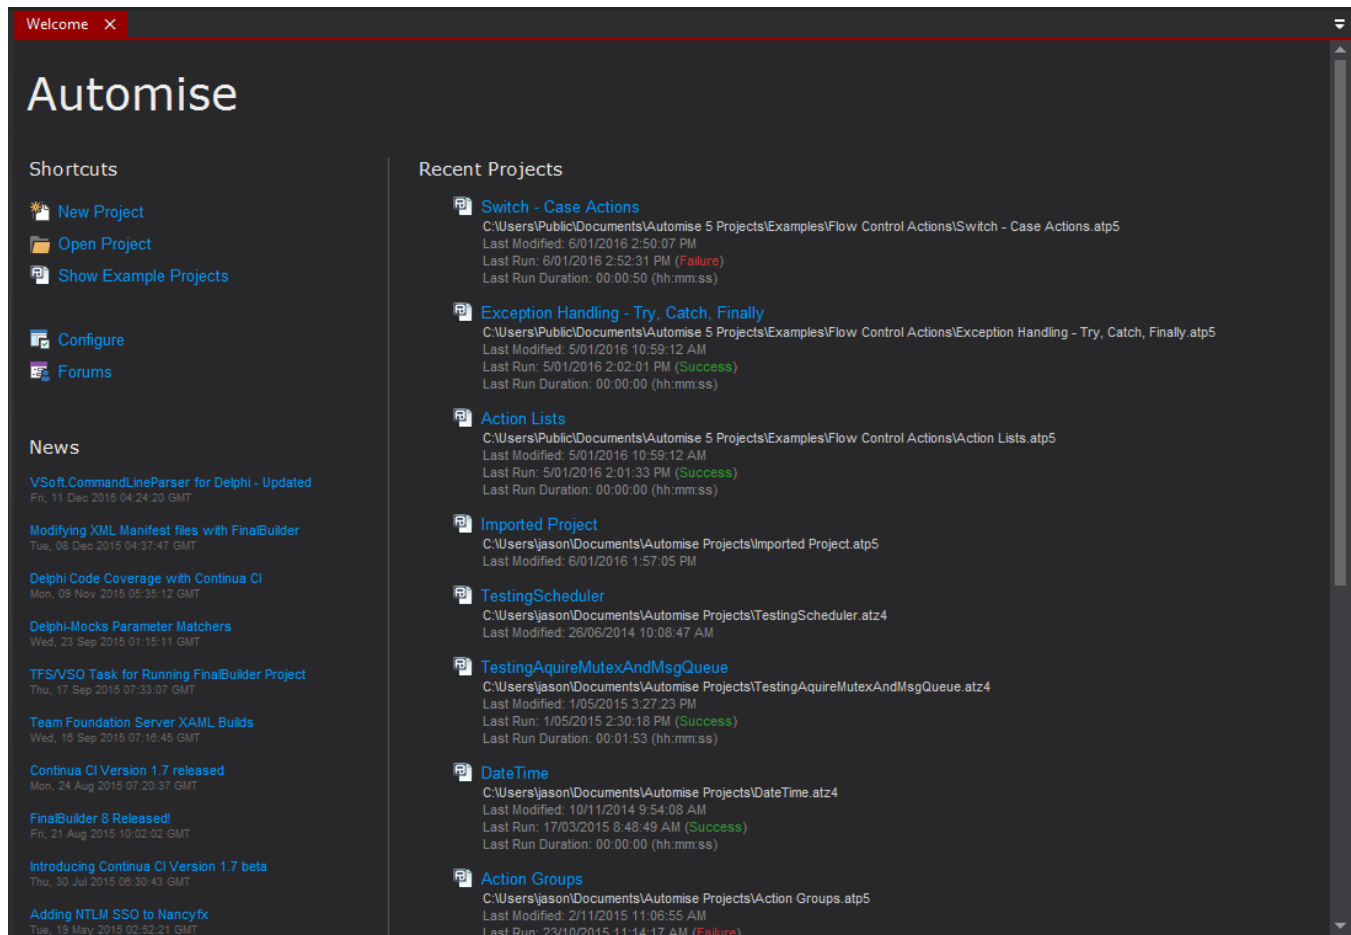 Welcome
Automise
Shortcuts
New Project
Open Project
Show Example Projects
Configure
Forums
News
VSoft.CommandLineParser for Delphi - Updated
Fri, 11 Dec 2015 04:24:20 GMT
Modifying XML Manifest files with FinalBuilder
Tue, 08 Dec 2015 04:37:47 GMT
Delphi Code Coverage with Continua CI
Mon, 09 Nov 2015 05:35:12 GMT
Delphi-Mocks Parameter Matchers
Wed, 23 Sep 2015 01:15:11 GMT
TFS/VSO Task for Running FinalBuilder Project
Thu, 17 Sep 2015 07:33:07 GMT
Team Foundation Server XAML Builds
Wed, 16 Sep 2015 07:16:45 GMT
Continua CI Version 1.7 released
Mon, 24 Aug 2015 07:20:37 GMT
FinalBuilder 8 Released!
Fri, 21 Aug 2015 10:02:02 GMT
Introducing Continua CI Version 1.7 beta
Thu, 30 Jul 2015 06:30:43 GMT
Adding NTLM SSO to Nancyfx
Tue, 19 May 2015 02:52:21 GMT
Recent Projects
Switch - Case Actions
C:\Users\Public\Documents\Automise 5 Projects\Examples\Flow Control Actions\Switch - Case Actions.atp5
Last Modified: 6/01/2016 2:50:07 PM
Last Run: 6/01/2016 2:52:31 PM (Failure)
Last Run Duration: 00:00:50 (hh:mm:ss)
Exception Handling - Try, Catch, Finally
C:\Users\Public\Documents\Automise 5 Projects\Examples\Flow Control Actions\Exception Handling - Try, Catch, Finally.atp5
Last Modified: 5/01/2016 10:59:12 AM
Last Run: 5/01/2016 2:02:01 PM (Success)
Last Run Duration: 00:00:00 (hh:mm:ss)
Action Lists
C:\Users\Public\Documents\Automise 5 Projects\Examples\Flow Control Actions\Action Lists.atp5
Last Modified: 5/01/2016 10:59:12 AM
Last Run: 5/01/2016 2:01:33 PM (Success)
Last Run Duration: 00:00:00 (hh:mm:ss)
Imported Project
C:\Users\jason\Documents\Automise Projects\Imported Project.atp5
Last Modified: 6/01/2016 1:57:05 PM
TestingScheduler
C:\Users\jason\Documents\Automise Projects\TestingScheduler.atz4
Last Modified: 26/06/2014 10:08:47 AM
TestingAquireMutexAndMsgQueue
C:\Users\jason\Documents\Automise Projects\TestingAquireMutexAndMsgQueue.atz4
Last Modified: 1/05/2015 3:27:23 PM
Last Run: 1/05/2015 2:30:18 PM (Success)
Last Run Duration: 00:01:53 (hh:mm:ss)
DateTime
C:\Users\jason\Documents\Automise Projects\DateTime.atz4
Last Modified: 10/11/2014 9:54:08 AM
Last Run: 17/03/2015 8:48:49 AM (Success)
Last Run Duration: 00:00:00 (hh:mm:ss)
Action Groups
C:\Users\jason\Documents\Automise Projects\Action Groups.atp5
Last Modified: 2/11/2015 11:06:55 AM
Last Run: 23/10/2015 11:14:17 AM (Failure)